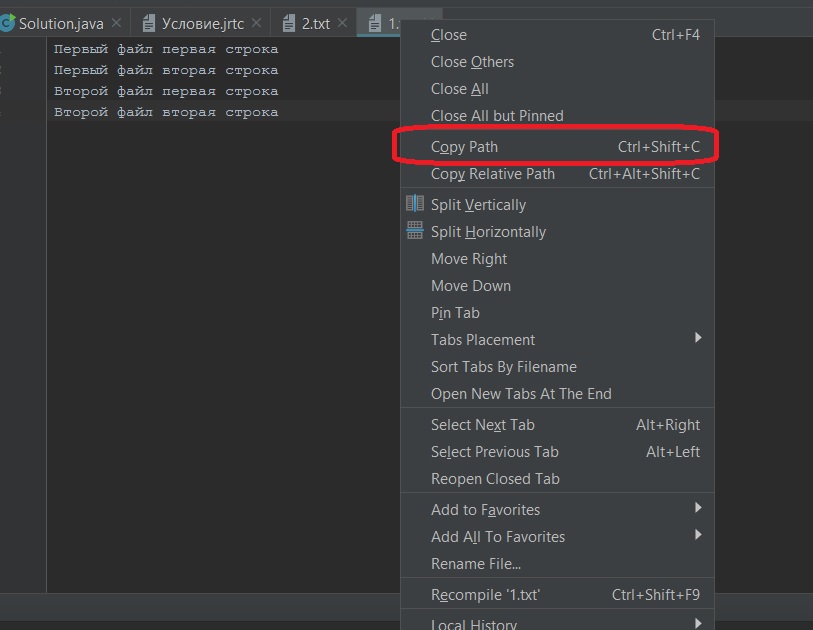 Solution.java Условие.jrtc 2.txt 1.
Первый файл первая строка
Первый файл вторая строка
Второй файл первая строка
Второй файл вторая строка
Close Ctrl+F4
Close Others
Close All
Close All but Pinned
Copy Path Ctrl+Shift+C
Copy Relative Path Ctrl+Alt+Shift+C
Split Vertically
Split Horizontally
Move Right
Move Down
Pin Tab
Tabs Placement
Sort Tabs By Filename
Open New Tabs At The End
Select Next Tab Alt+Right
Select Previous Tab Alt+Left
Reopen Closed Tab
Add to Favorites
Add All To Favorites
Rename File...
Recompile '1.txt' Ctrl+Shift+F9
Local History